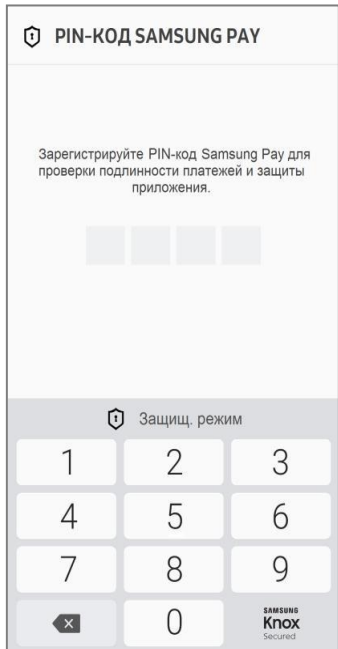 PIN-КОД SAMSUNG PAY
Зарегистрируйте PIN-код Samsung Pay для
проверки подлинности платежей и защиты
приложения.
Защищ. режим
1 2 3
4 5 6
7 8 9
0 SAMSUNG
Knox
Secured